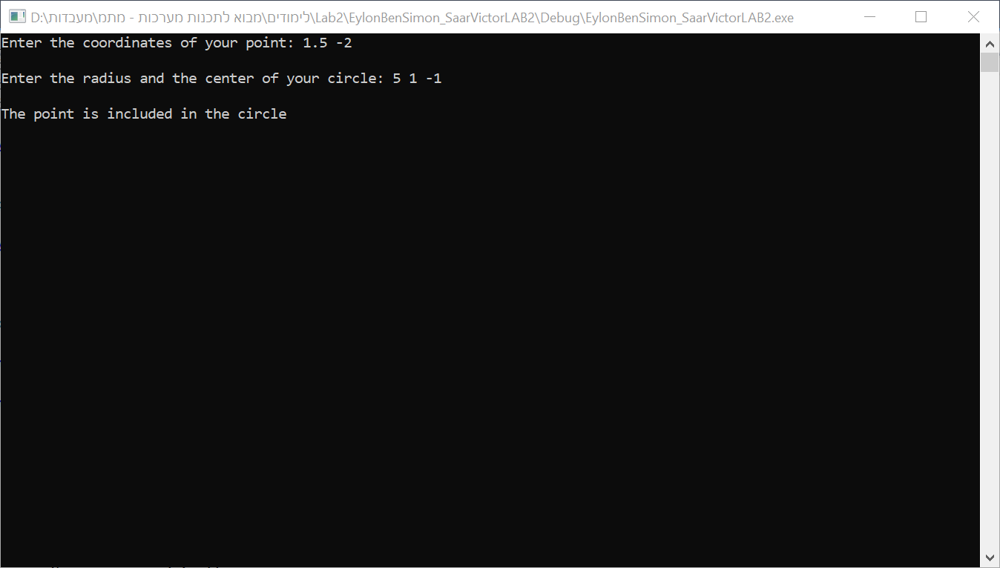 D:\לימודים\מבוא לתכנות מערכות - מתמ\מעבדות\Lab2\EylonBenSimon_SaarVictorLAB2\Debug\EylonBenSimon_SaarVictorLAB2.exe
Enter the coordinates of your point: 1.5 -2
Enter the radius and the center of your circle: 5 1 -1
The point is included in the circle